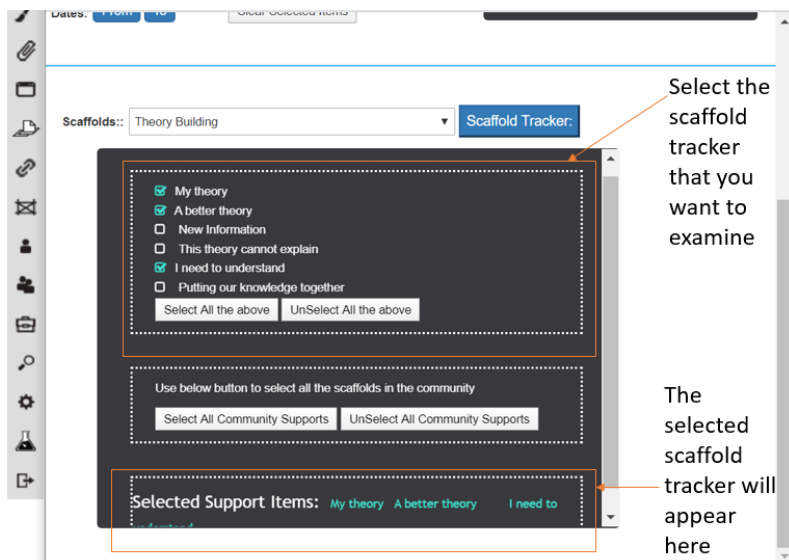 Dates: From To Clear Selected Items
Select the
scaffold
tracker
that you
want to
examine
Scaffolds:: Theory Building Scaffold Tracker:
My theory
A better theory
New Information
This theory cannot explain
I need to understand
Putting our knowledge together
Select All the above UnSelect All the above
Use below button to select all the scaffolds in the community
Select All Community Supports UnSelect All Community Supports
The
selected
scaffold
tracker will
appear
here
Selected Support Items: My theory A better theory I need to
understand